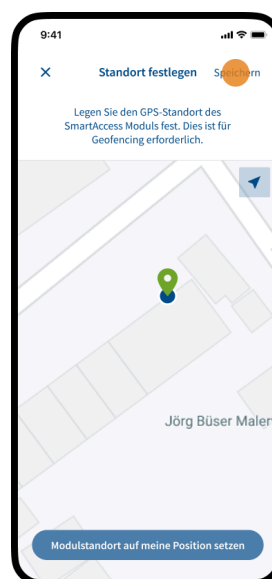 9:41
Standort festlegen Speichern
Legen Sie den GPS-Standort des
SmartAccess Moduls fest. Dies ist für
Geofencing erforderlich.
Jörg Büser Maler
Modulstandort auf meine Position setzen